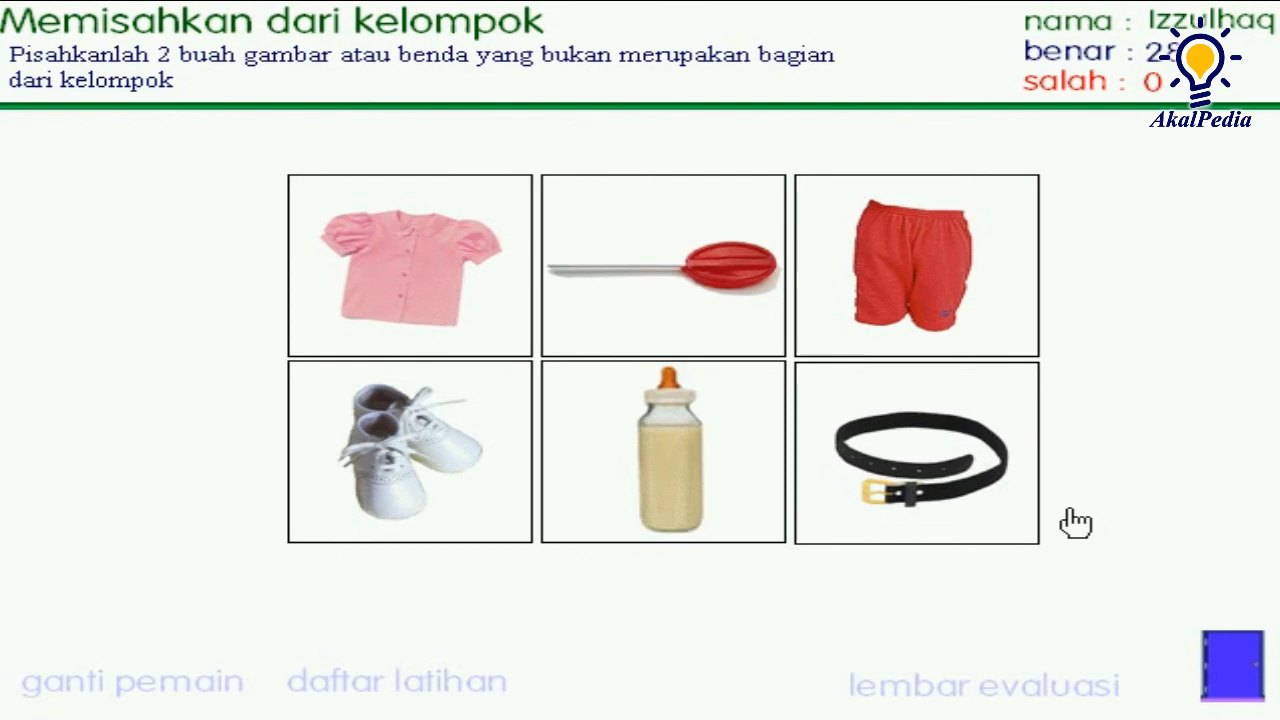 Memisahkan dari kelompok
Pisahkanlah 2 buah gambar atau benda yang bukan merupakan bagian
dari kelompok
nama : Izzulhaq
benar : 28
salah : 0
AkalPedia
ganti pemain
daftar latihan
lembar evaluasi